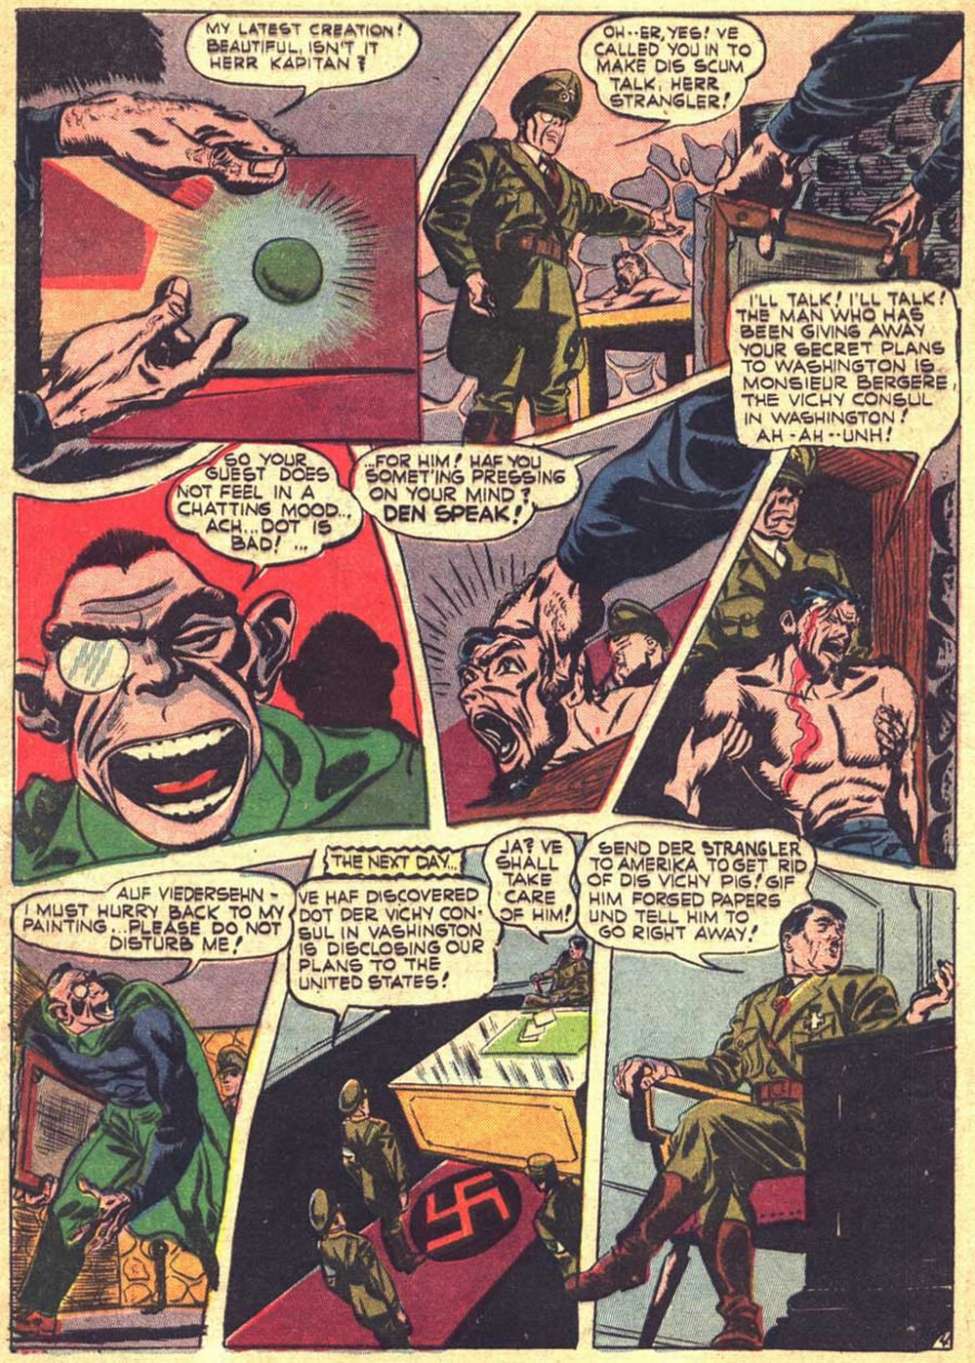 MY LATEST CREATION!
BEAUTIFUL, ISN'T IT
HERR KAPITAN?
OH--ER, YES! VE
CALLED YOU IN TO
MAKE DIS SCUM
TALK, HERR
STRANGLER!
I'LL TALK! I'LL TALK!
THE MAN WHO HAS
BEEN GIVING AWAY
YOUR SECRET PLANS
TO WASHINGTON IS
MONSIEUR BERGERE,
THE VICHY CONSUL
IN WASHINGTON!
AH-AH--UNH!
SO YOUR
GUEST DOES
NOT FEEL IN A
CHATTING MOOD...
ACH...DOT IS
BAD!...
...FOR HIM! HAF YOU
SOMET'ING PRESSING
ON YOUR MIND?
DEN SPEAK!
AUF VIEDERSEHN-
I MUST HURRY BACK TO MY
PAINTING...PLEASE DO NOT
DISTURB ME!
THE NEXT DAY...
VE HAF DISCOVERED
DOT DER VICHY CON-
SUL IN VASHINGTON
IS DISCLOSING OUR
PLANS TO THE
UNITED STATES!
JA? VE
SHALL
TAKE
CARE
OF HIM!
SEND DER STRANGLER
TO AMERIKA TO GET RID
OF DIS VICHY PIG! GIF
HIM FORGED PAPERS
UND TELL HIM TO
GO RIGHT AWAY!
4